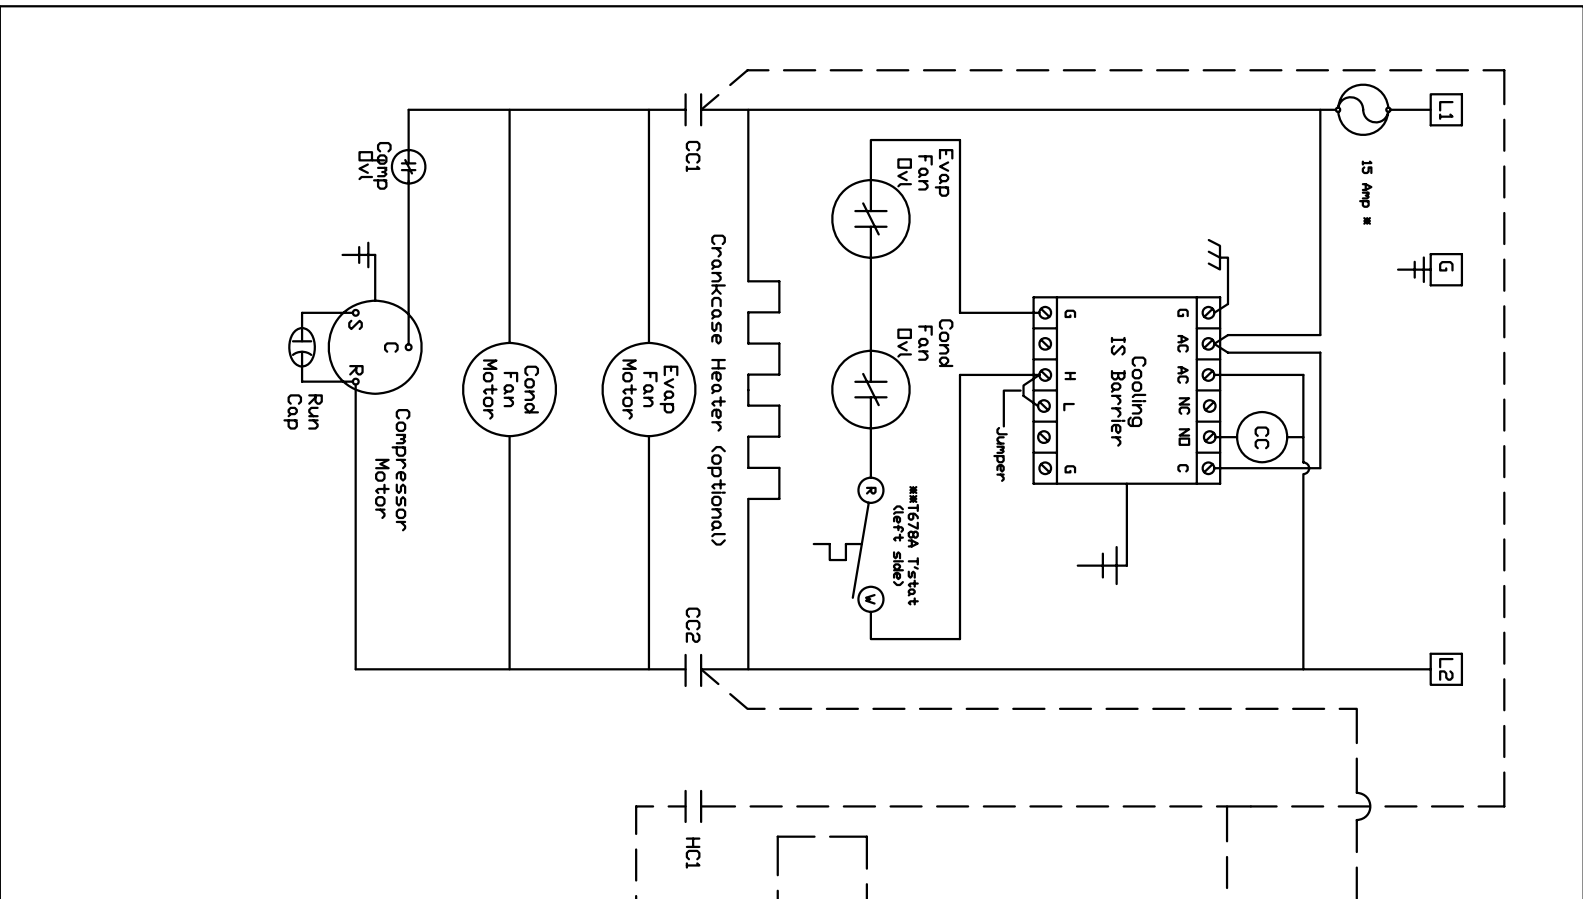 L1
15 Amp *
G
L2
G
AC
AC
NC
NO
C
Cooling
IS Barrier
G
H
L
G
CC
Jumper
Evap
Fan
Ovl
Cond
Fan
Ovl
**T678A T'stat
(left side)
R
W
Crankcase Heater (optional)
CC1
CC2
HC1
Evap
Fan
Motor
Cond
Fan
Motor
Comp
Ovl
Compressor
Motor
C
S
R
Run
Cap